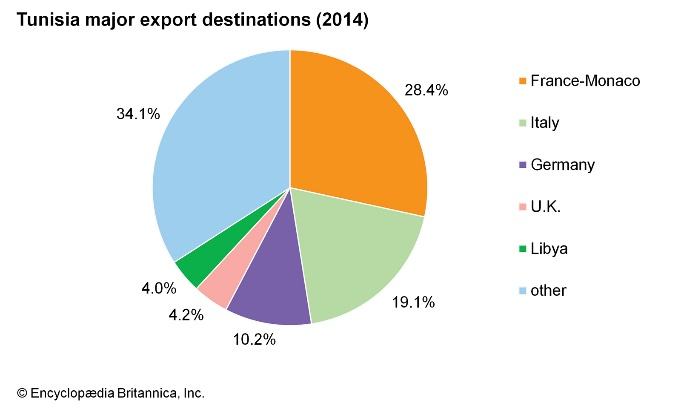 Tunisia major export destinations (2014)
28.4%
34.1%
19.1%
4.0%
4.2%
10.2%
France-Monaco
Italy
Germany
U.K.
Libya
other
© Encyclopædia Britannica, Inc.